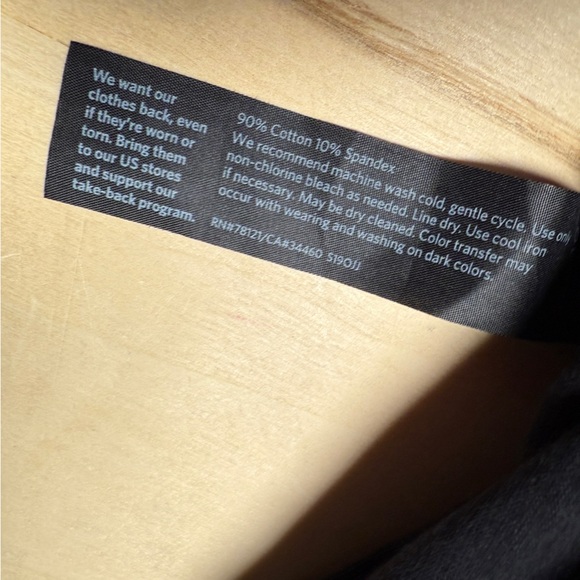 We want our
clothes back, even
if they're worn or
torn. Bring them
to our US stores
and support our
take-back program.
90% Cotton 10% Spandex
We recommend machine wash cold, gentle cycle. Use only
non-chlorine bleach as needed. Line dry. Use cool iron
if necessary. May be dry cleaned. Color transfer may
occur with wearing and washing on dark colors.
RN#78121/CA#34460 S19OJJ